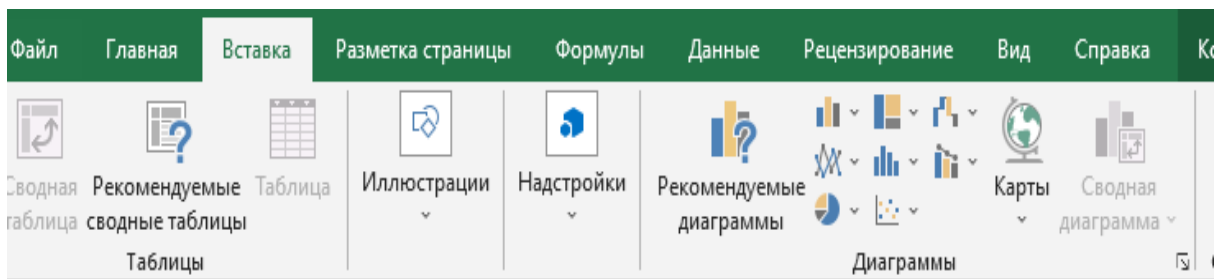 Файл Главная Вставка Разметка страницы Формулы Данные Рецензирование Вид Справка
Сводная таблица
Рекомендуемые сводные таблицы
Таблица
Иллюстрации
Надстройки
Рекомендуемые диаграммы
Карты
Сводная диаграмма
Таблицы
Диаграммы